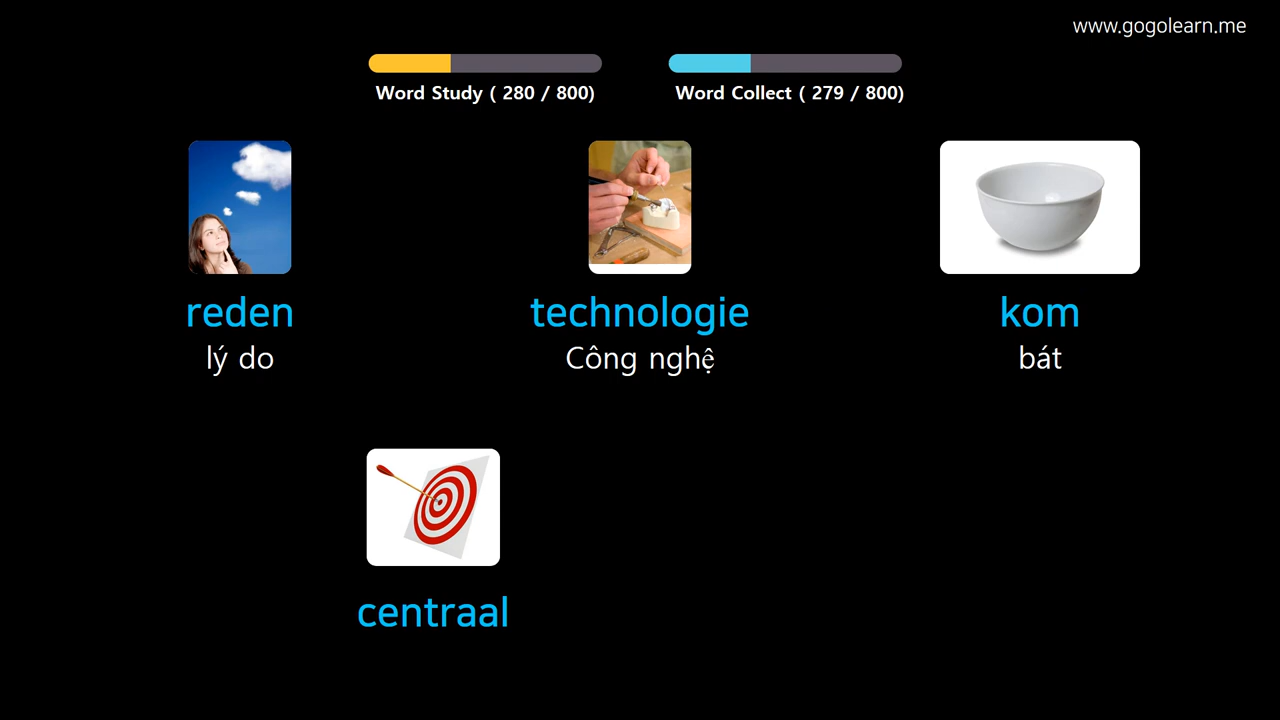 www.gogolearn.me
Word Study ( 280 / 800)
Word Collect ( 279 / 800)
reden
lý do
technologie
Công nghệ
kom
bát
centraal